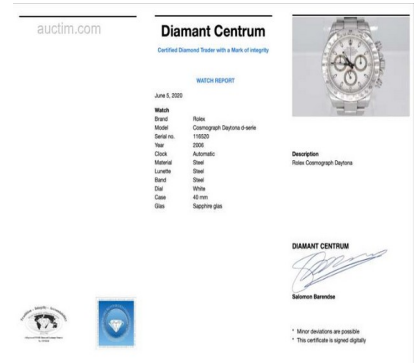 auctim.com
Diamant Centrum
Certified Diamond Trader with a Mark of integrity
WATCH REPORT
June 5, 2020
Watch
Brand Rolex
Model Cosmograph Daytona d-serie
Serial no. 116520
Year 2006
Clock Automatic
Material Steel
Lunette Steel
Band Steel
Dial White
Case 40 mm
Glas Sapphire glas
Description
Rolex Cosmograph Daytona
DIAMANT CENTRUM
Salomon Barendse
* Minor deviations are possible
* This certificate is signed digitally